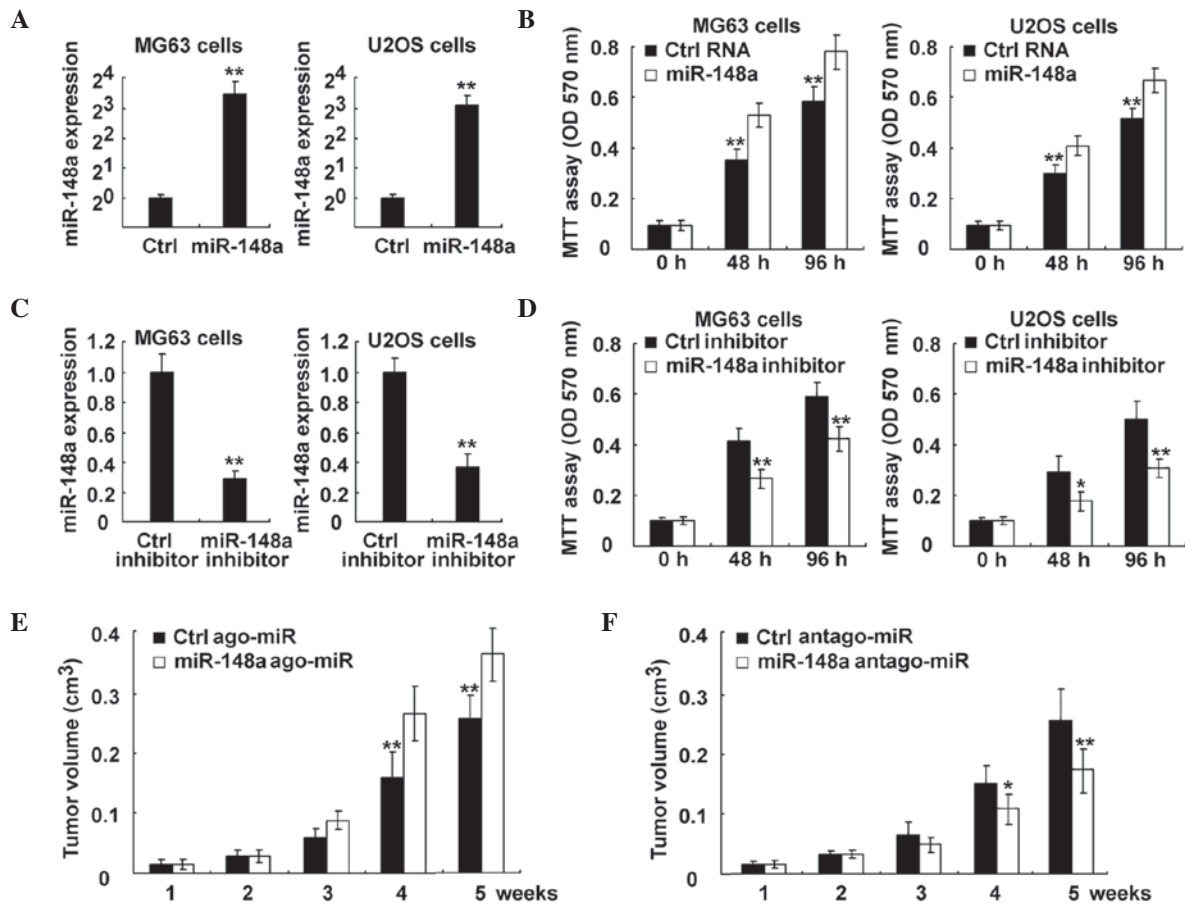 A
MG63 cells
miR-148a expression
2^4
2^3
2^2
2^1
2^0
**
Ctrl miR-148a
U2OS cells
miR-148a expression
2^4
2^3
2^2
2^1
2^0
**
Ctrl miR-148a
B
MG63 cells
MTT assay (OD 570 nm)
0.8
0.6
0.4
0.2
0
Ctrl RNA
miR-148a
**
**
0 h 48 h 96 h
U2OS cells
MTT assay (OD 570 nm)
0.8
0.6
0.4
0.2
0
Ctrl RNA
miR-148a
**
**
0 h 48 h 96 h
C
MG63 cells
miR-148a expression
1.2
1.0
0.8
0.6
0.4
0.2
0
**
Ctrl miR-148a
inhibitor inhibitor
U2OS cells
miR-148a expression
1.2
1.0
0.8
0.6
0.4
0.2
0
**
Ctrl miR-148a
inhibitor inhibitor
D
MG63 cells
MTT assay (OD 570 nm)
0.8
0.6
0.4
0.2
0
Ctrl inhibitor
miR-148a inhibitor
**
**
0 h 48 h 96 h
U2OS cells
MTT assay (OD 570 nm)
0.8
0.6
0.4
0.2
0
Ctrl inhibitor
miR-148a inhibitor
*
**
0 h 48 h 96 h
E
Tumor volume (cm3)
0.4
0.3
0.2
0.1
0
Ctrl ago-miR
miR-148a ago-miR
**
**
1 2 3 4 5 weeks
F
Tumor volume (cm3)
0.4
0.3
0.2
0.1
0
Ctrl antago-miR
miR-148a antago-miR
*
**
1 2 3 4 5 weeks